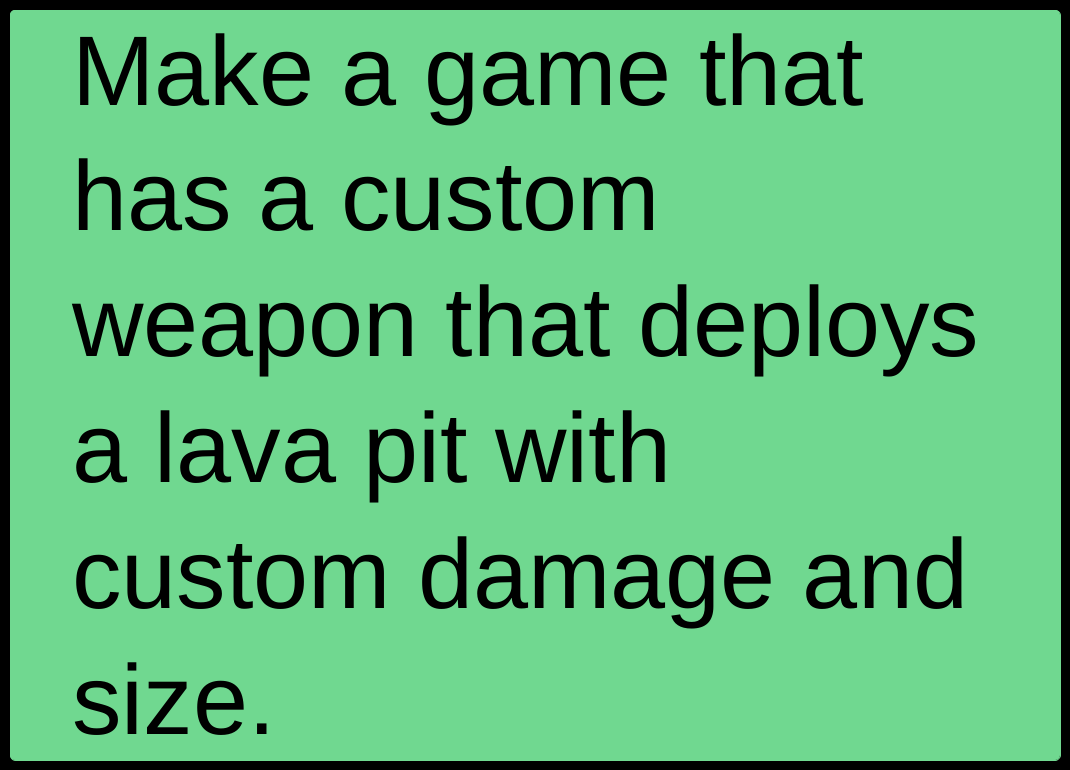 Make a game that
has a custom
weapon that deploys
a lava pit with
custom damage and
size.